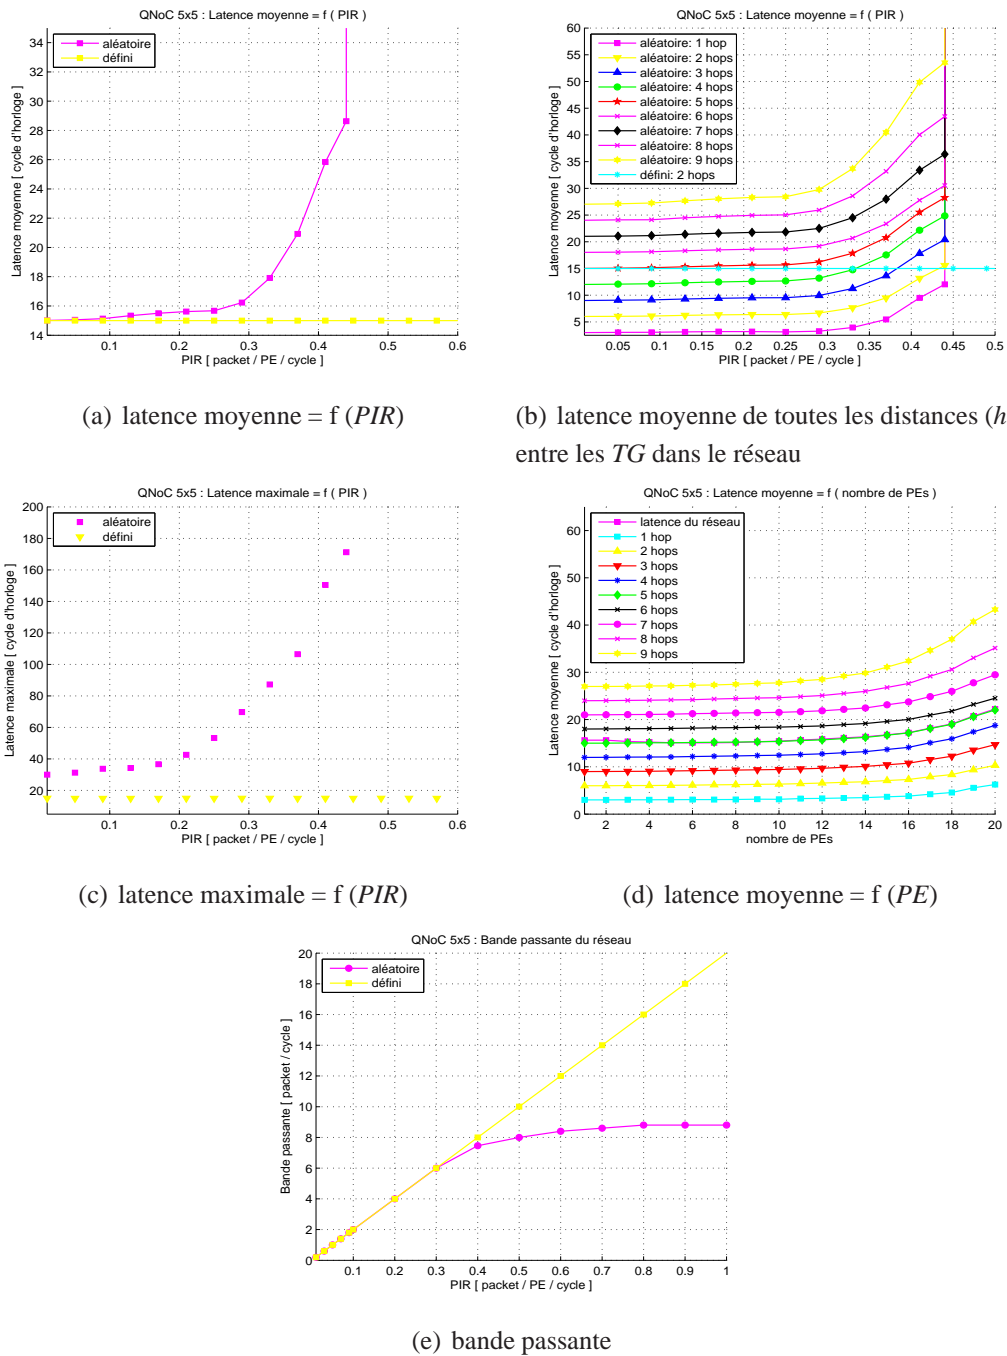 QNoC 5x5 : Latence moyenne = f ( PIR )
Latence moyenne [ cycle d'horloge ]
34
32
30
28
26
24
22
20
18
16
14
aléatoire
défini
0.1
0.2
0.3
0.4
0.5
0.6
PIR [ packet / PE / cycle ]
(a) latence moyenne = f (PIR)
QNoC 5x5 : Latence moyenne = f ( PIR )
Latence moyenne [ cycle d'horloge ]
60
55
50
45
40
35
30
25
20
15
10
5
aléatoire: 1 hop
aléatoire: 2 hops
aléatoire: 3 hops
aléatoire: 4 hops
aléatoire: 5 hops
aléatoire: 6 hops
aléatoire: 7 hops
aléatoire: 8 hops
aléatoire: 9 hops
défini: 2 hops
0.05
0.1
0.15
0.2
0.25
0.3
0.35
0.4
0.45
0.5
PIR [ packet / PE / cycle ]
(b) latence moyenne de toutes les distances (h
entre les TG dans le réseau
QNoC 5x5 : Latence maximale = f ( PIR )
Latence maximale [ cycle d'horloge ]
200
180
160
140
120
100
80
60
40
20
aléatoire
défini
0.1
0.2
0.3
0.4
0.5
0.6
PIR [ packet / PE / cycle ]
(c) latence maximale = f (PIR)
QNoC 5x5 : Latence moyenne = f ( nombre de PEs )
Latence moyenne [ cycle d'horloge ]
60
50
40
30
20
10
0
latence du réseau
1 hop
2 hops
3 hops
4 hops
5 hops
6 hops
7 hops
8 hops
9 hops
2
4
6
8
10
12
14
16
18
20
nombre de PEs
(d) latence moyenne = f (PE)
QNoC 5x5 : Bande passante du réseau
Bande passante [ packet / cycle ]
20
18
16
14
12
10
8
6
4
2
0
aléatoire
défini
0.1
0.2
0.3
0.4
0.5
0.6
0.7
0.8
0.9
1
PIR [ packet / PE / cycle ]
(e) bande passante